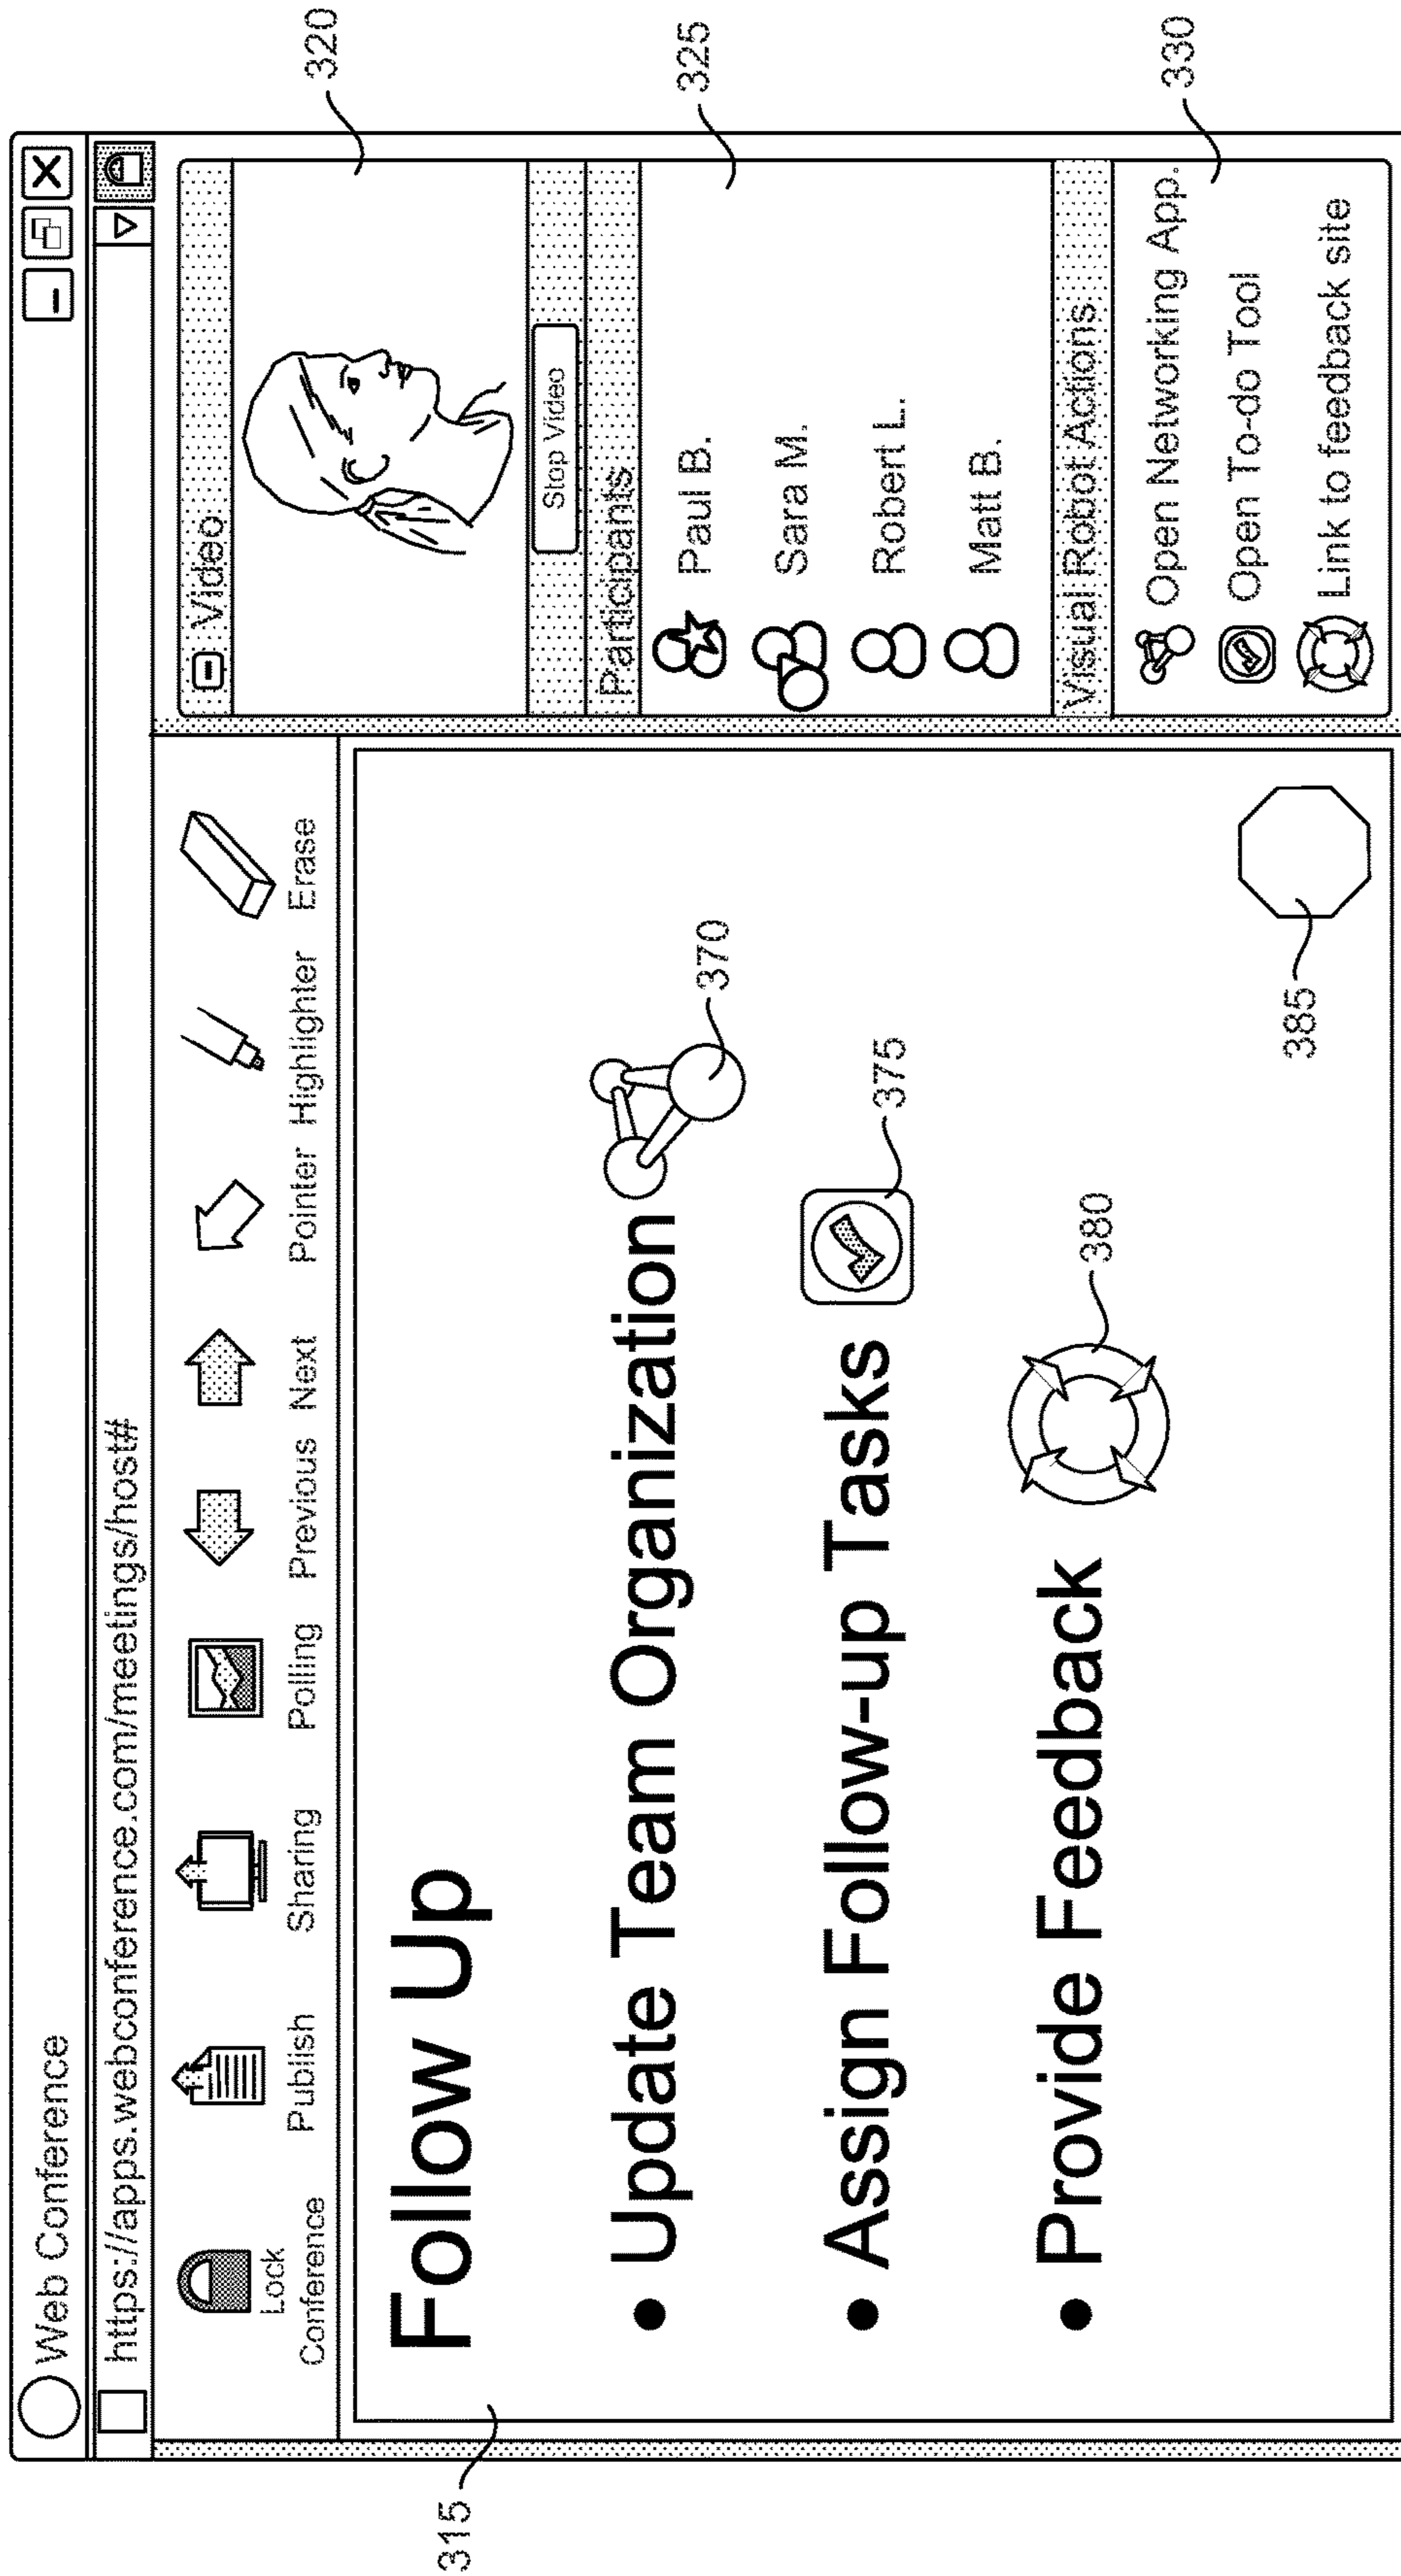 Web Conference
https://apps.webconference.com/meetings/host#
Lock
Conference
Publish
Sharing
Polling
Previous
Next
Pointer
Highlighter
Erase
315
Follow Up
• Update Team Organization
370
• Assign Follow-up Tasks
375
• Provide Feedback
380
385
Video
320
Stop Video
Participants
325
Paul B.
Sara M.
Robert L.
Matt B.
Visual Robot Actions
330
Open Networking App.
Open To-do Tool
Link to feedback site